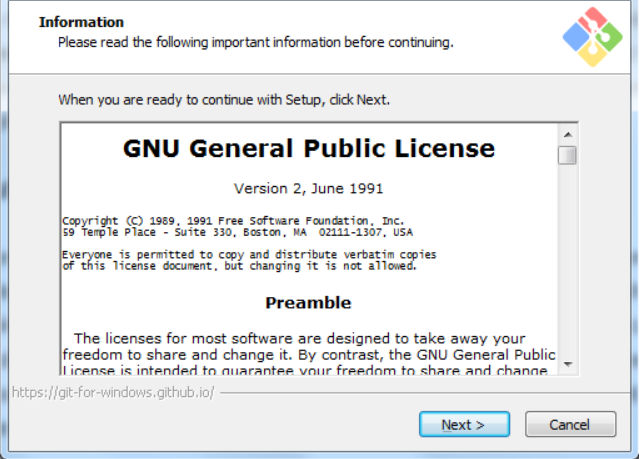 Information
Please read the following important information before continuing.
When you are ready to continue with Setup, click Next.
GNU General Public License
Version 2, June 1991
Copyright (C) 1989, 1991 Free Software Foundation, Inc.
59 Temple Place - Suite 330, Boston, MA  02111-1307, USA
Everyone is permitted to copy and distribute verbatim copies
of this license document, but changing it is not allowed.
Preamble
The licenses for most software are designed to take away your
freedom to share and change it. By contrast, the GNU General Public
License is intended to guarantee your freedom to share and change
https://git-for-windows.github.io/
Next >
Cancel